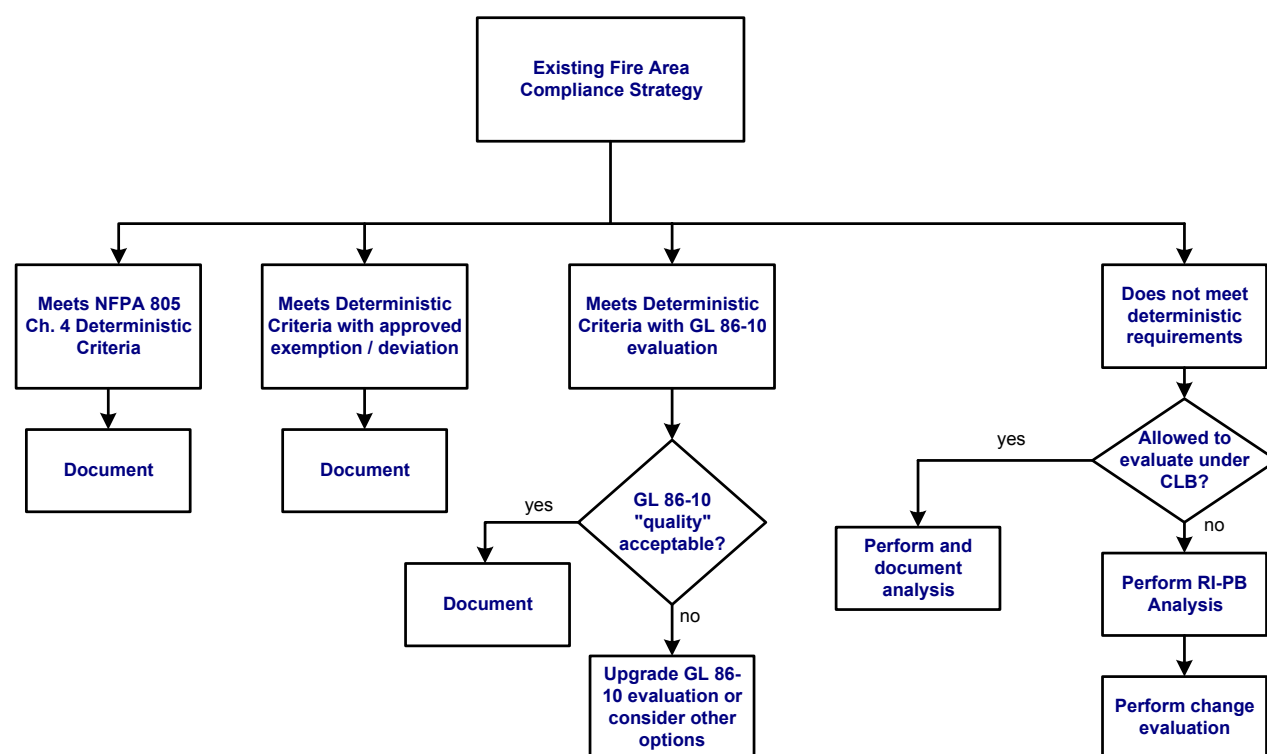 Existing Fire Area
Compliance Strategy
Meets NFPA 805
Ch. 4 Deterministic
Criteria
Meets Deterministic
Criteria with approved
exemption / deviation
Meets Deterministic
Criteria with GL 86-10
evaluation
Does not meet
deterministic
requirements
Document
Document
GL 86-10
"quality"
acceptable?
yes
Document
no
Upgrade GL 86-
10 evaluation or
consider other
options
Allowed to
evaluate under
CLB?
yes
Perform and
document
analysis
no
Perform RI-PB
Analysis
Perform change
evaluation